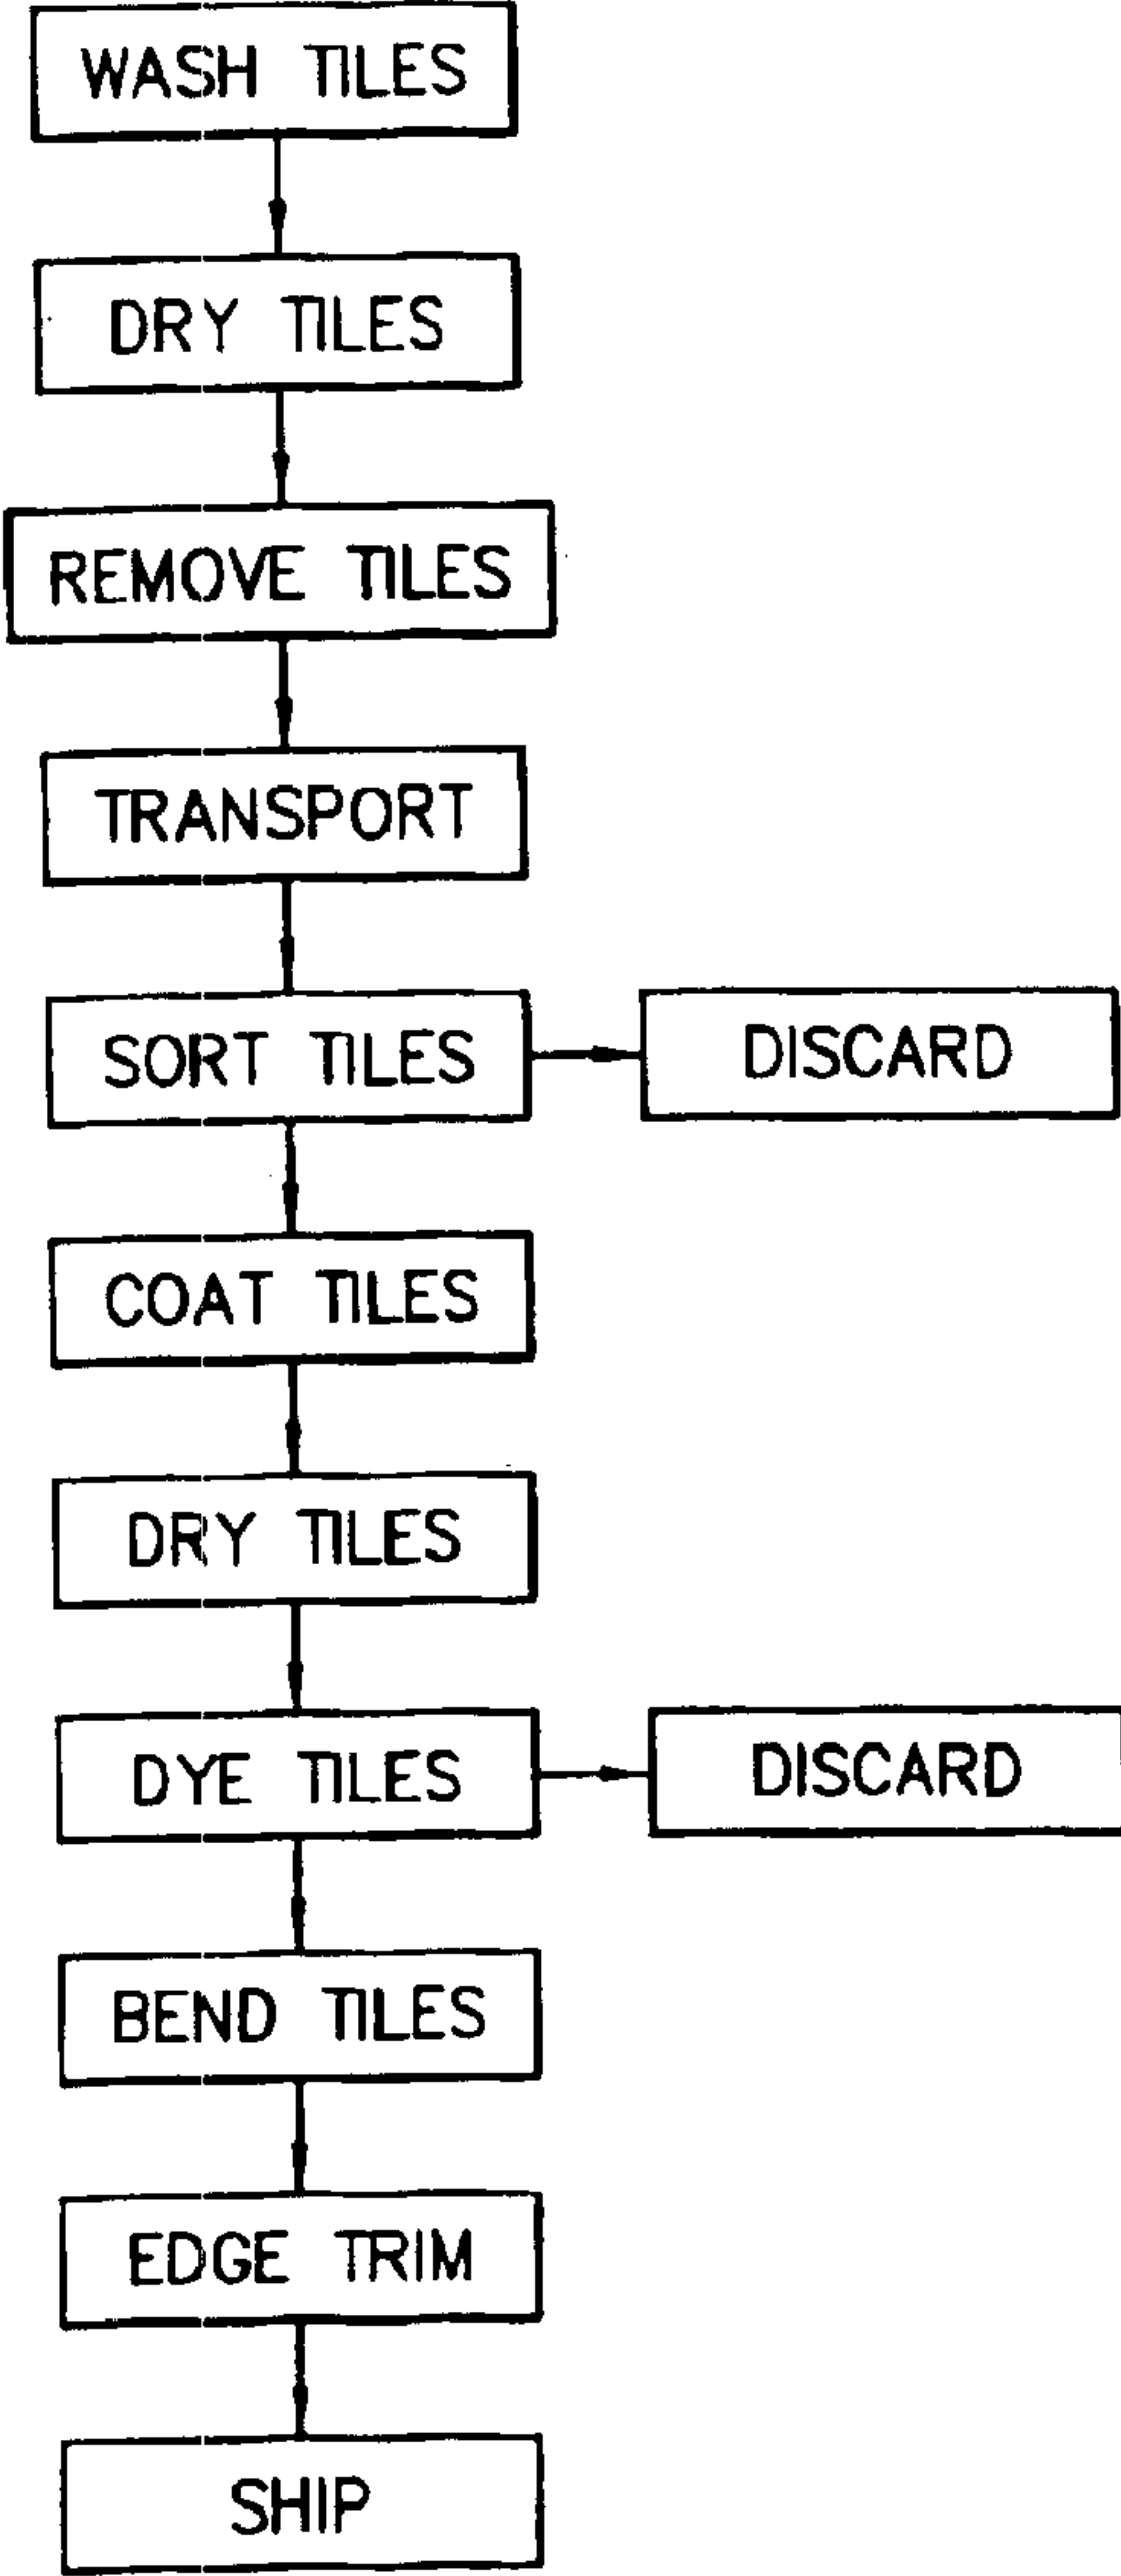 WASH TILES
DRY TILES
REMOVE TILES
TRANSPORT
SORT TILES
DISCARD
COAT TILES
DRY TILES
DYE TILES
DISCARD
BEND TILES
EDGE TRIM
SHIP